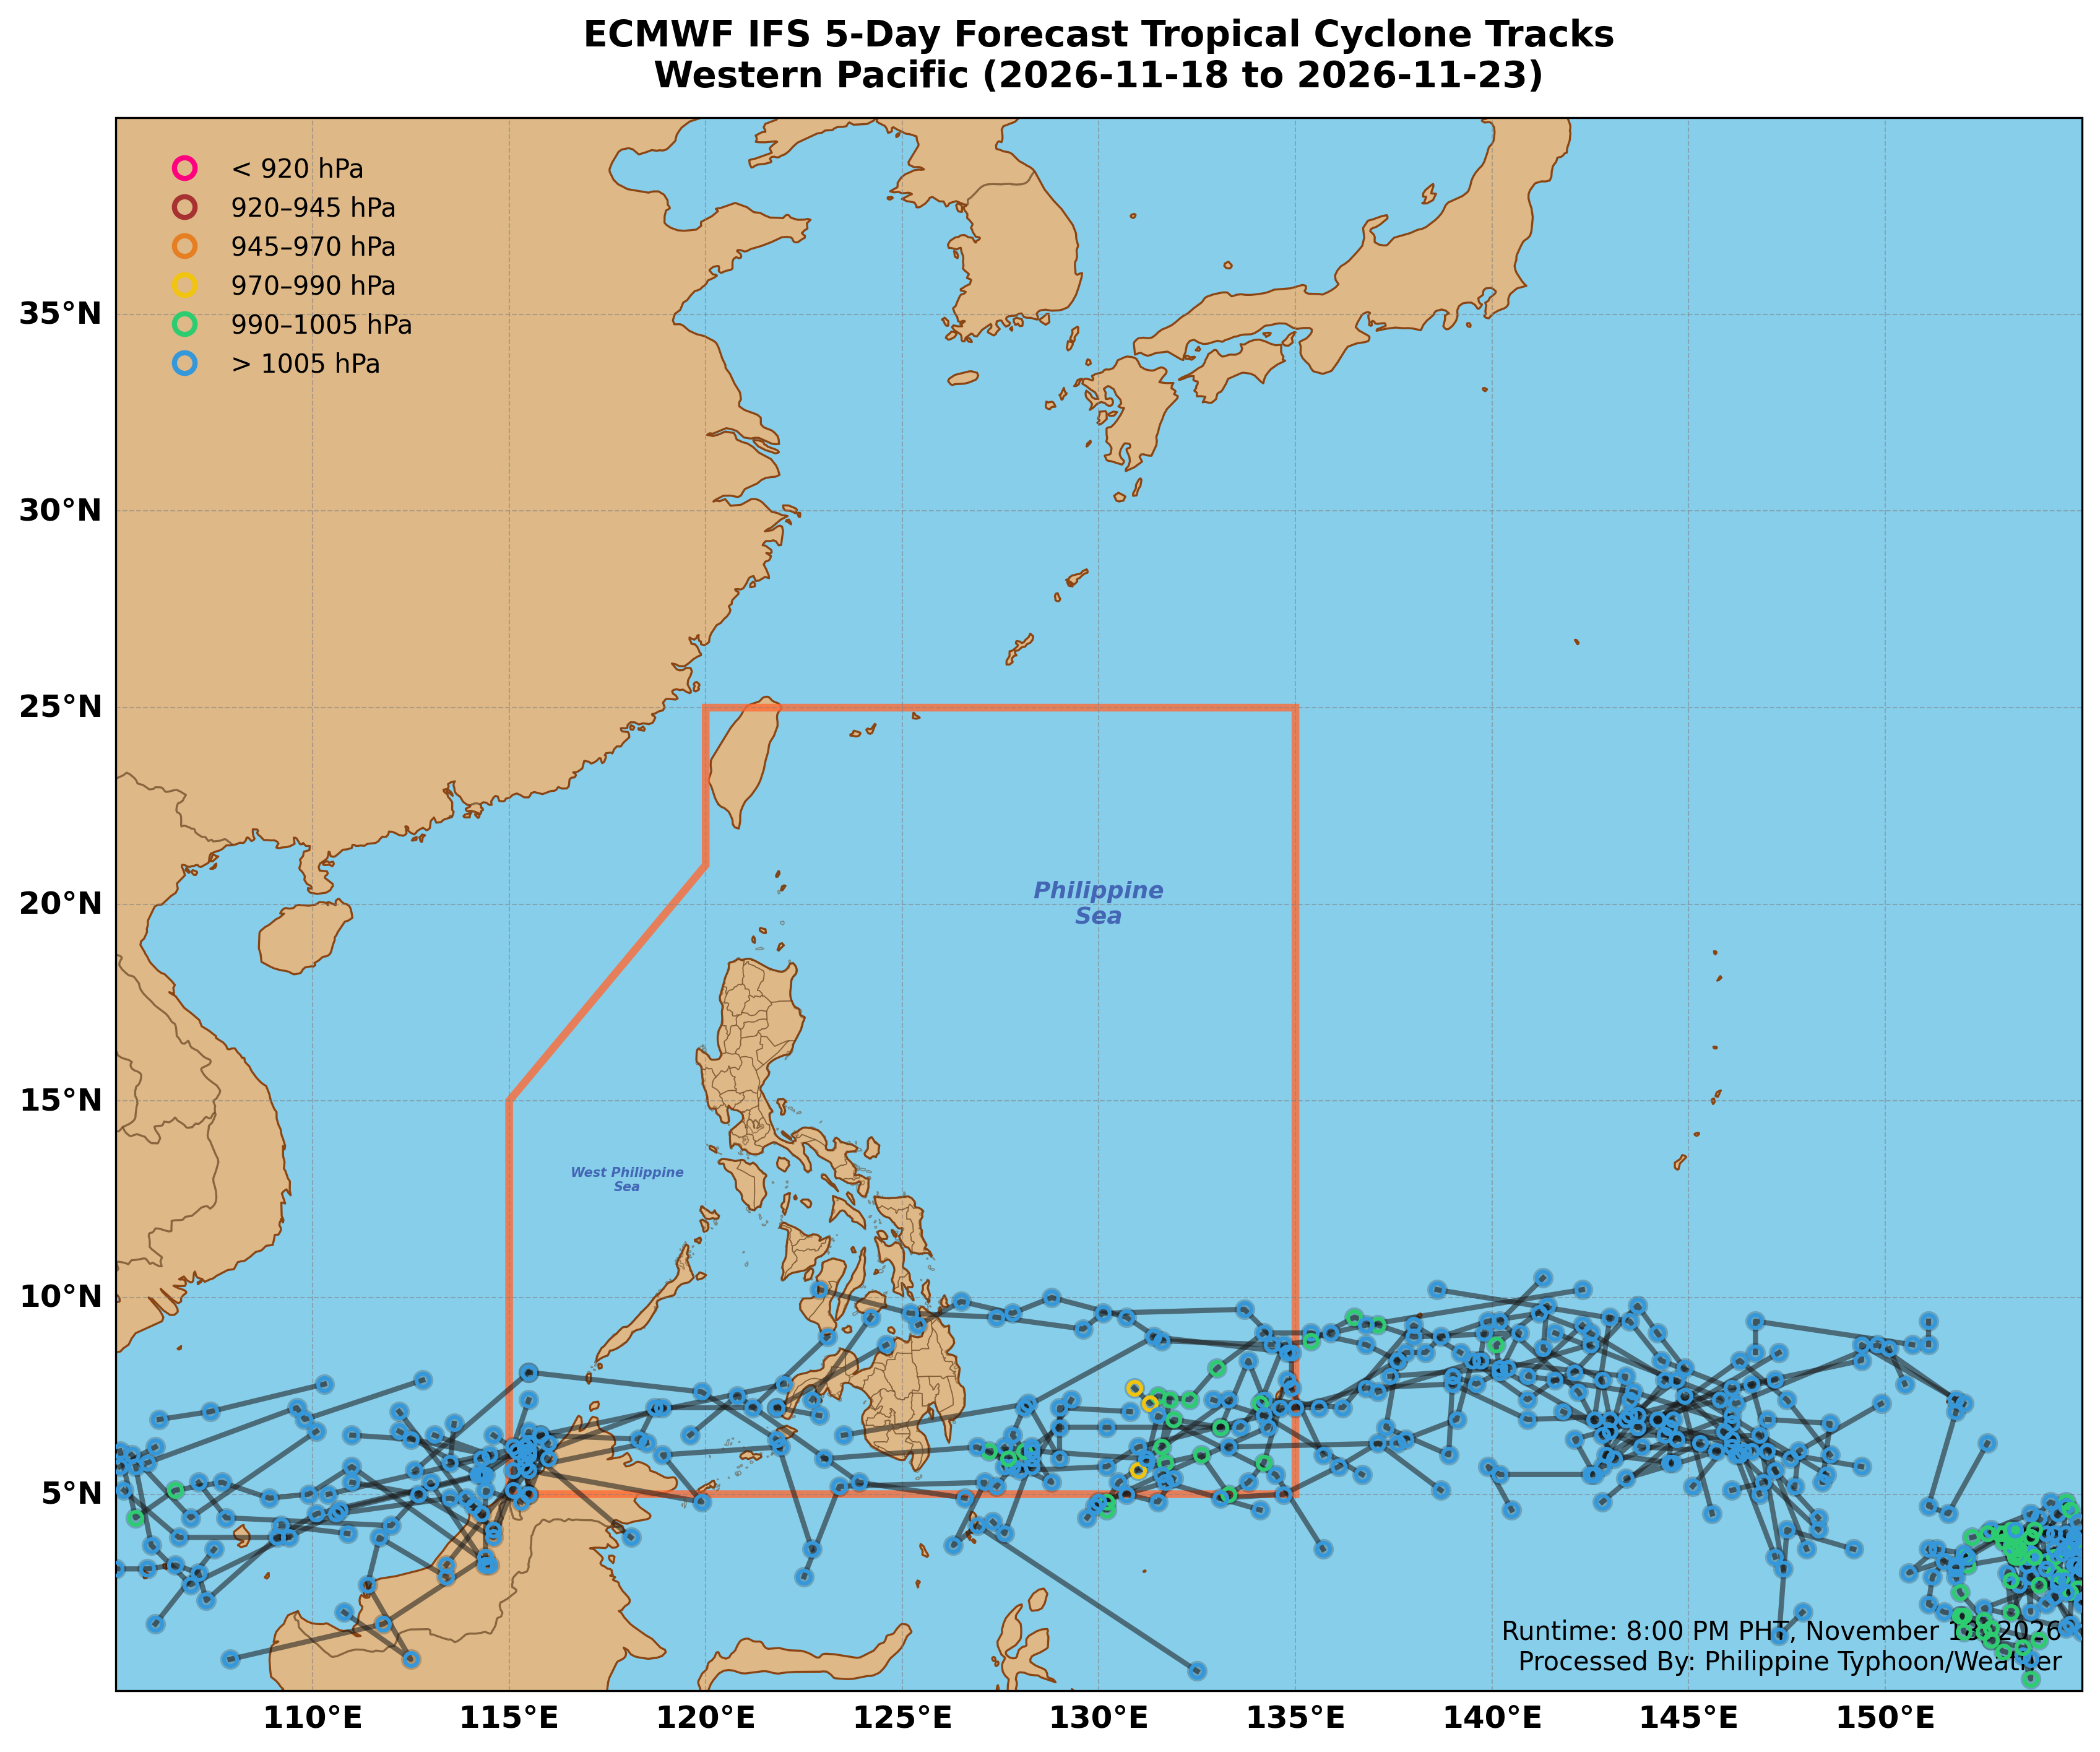 ECMWF IFS 5-Day Forecast Tropical Cyclone Tracks
Western Pacific (2026-11-18 to 2026-11-23)
< 920 hPa
920–945 hPa
945–970 hPa
970–990 hPa
990–1005 hPa
> 1005 hPa
35°N
30°N
25°N
20°N
15°N
10°N
5°N
Philippine
Sea
West Philippine
Sea
Runtime: 8:00 PM PHT, November 2026
Processed By: Philippine Typhoon/Weather
110°E
115°E
120°E
125°E
130°E
135°E
140°E
145°E
150°E